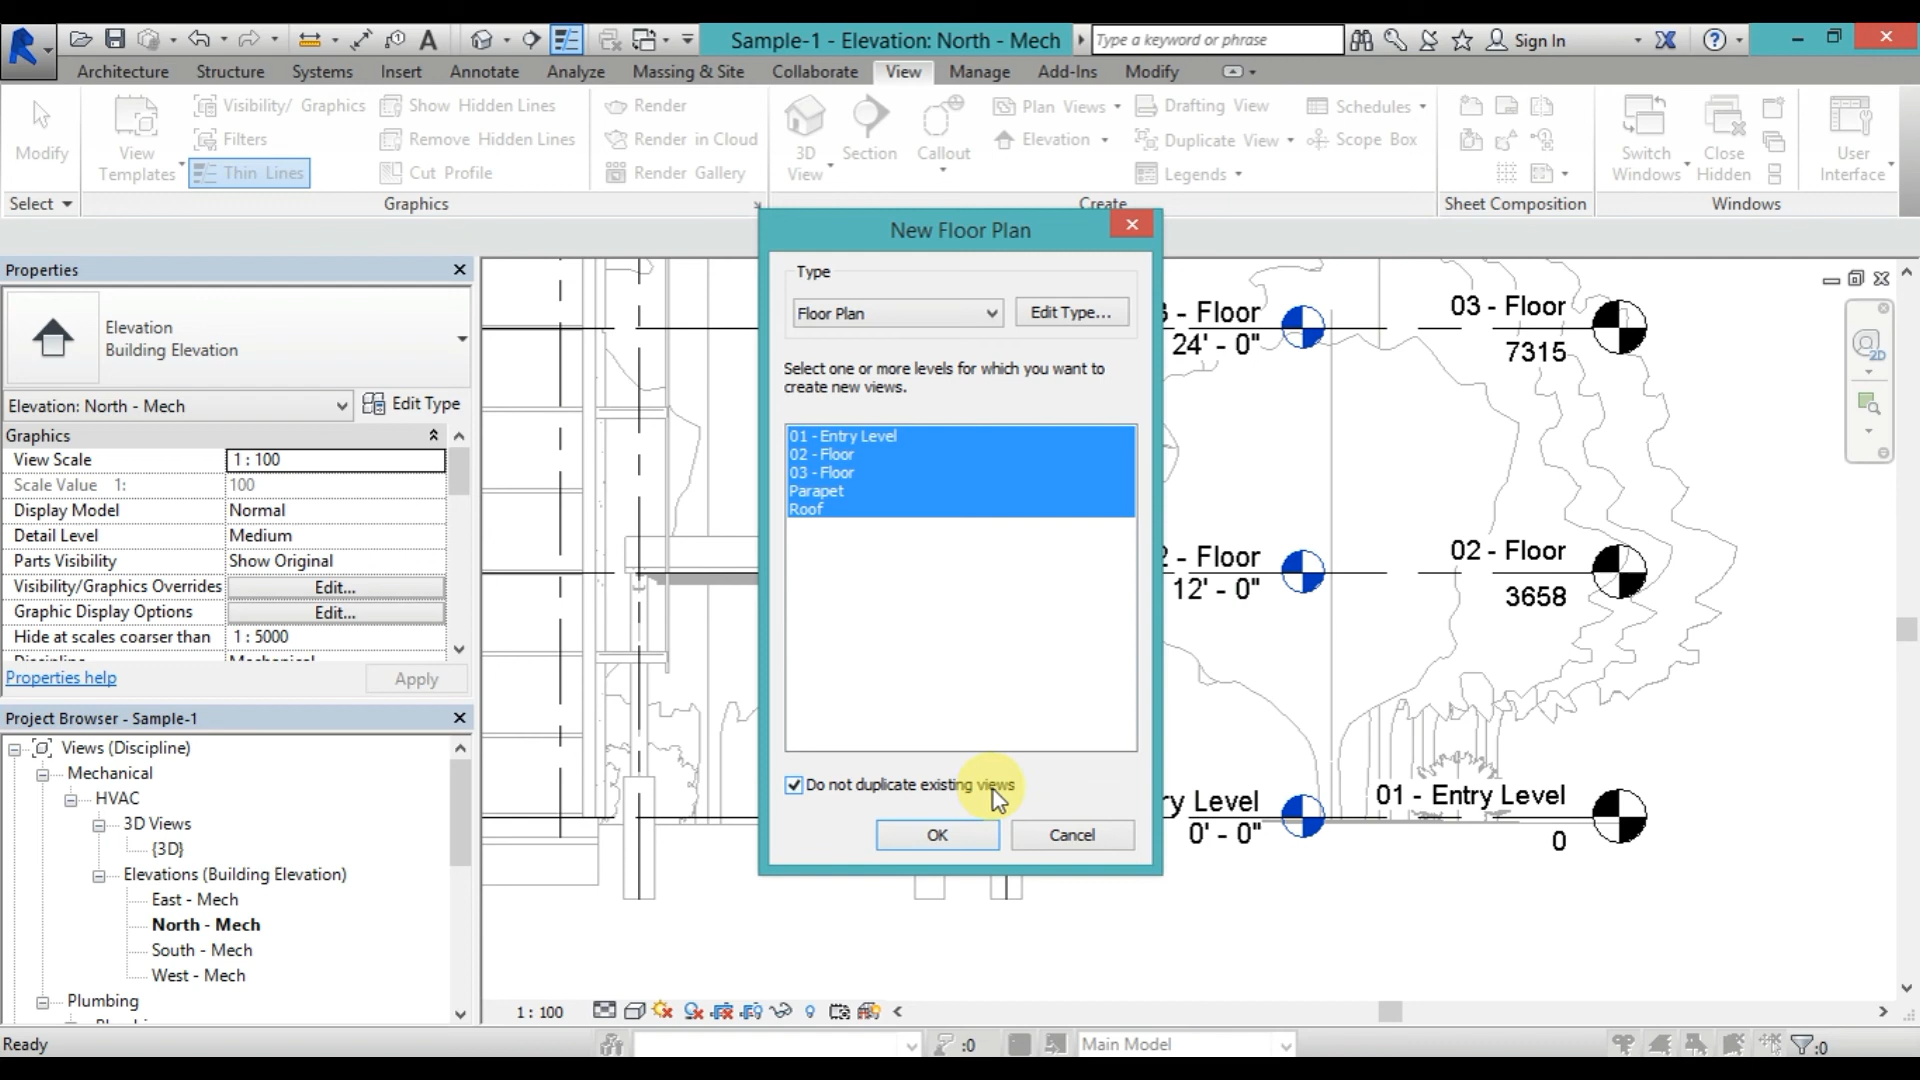 Sample-1 - Elevation: North - Mech
Type a keyword or phrase
Sign In
Architecture Structure Systems Insert Annotate Analyze Massing & Site Collaborate View Manage Add-Ins Modify
Modify
View Templates
Visibility/ Graphics
Filters
Thin Lines
Show Hidden Lines
Remove Hidden Lines
Cut Profile
Render
Render in Cloud
Render Gallery
3D View
Section
Callout
Plan Views
Elevation
Drafting View
Duplicate View
Legends
Schedules
Scope Box
Switch Windows
Close Hidden
User Interface
Select
Graphics
Create
Sheet Composition
Windows
Properties
Elevation
Building Elevation
Elevation: North - Mech
Edit Type
Graphics
View Scale 1 : 100
Scale Value 1: 100
Display Model Normal
Detail Level Medium
Parts Visibility Show Original
Visibility/Graphics Overrides Edit...
Graphic Display Options Edit...
Hide at scales coarser than 1 : 5000
Properties help
Apply
Project Browser - Sample-1
Views (Discipline)
Mechanical
HVAC
3D Views
{3D}
Elevations (Building Elevation)
East - Mech
North - Mech
South - Mech
West - Mech
Plumbing
New Floor Plan
Type
Floor Plan
Edit Type...
Select one or more levels for which you want to
create new views.
01 - Entry Level
02 - Floor
03 - Floor
Parapet
Roof
Do not duplicate existing views
OK
Cancel
- Floor
24' - 0"
03 - Floor
7315
- Floor
12' - 0"
02 - Floor
3658
Level
0' - 0"
01 - Entry Level
0
2D
1 : 100
Ready
:0
Main Model
:0